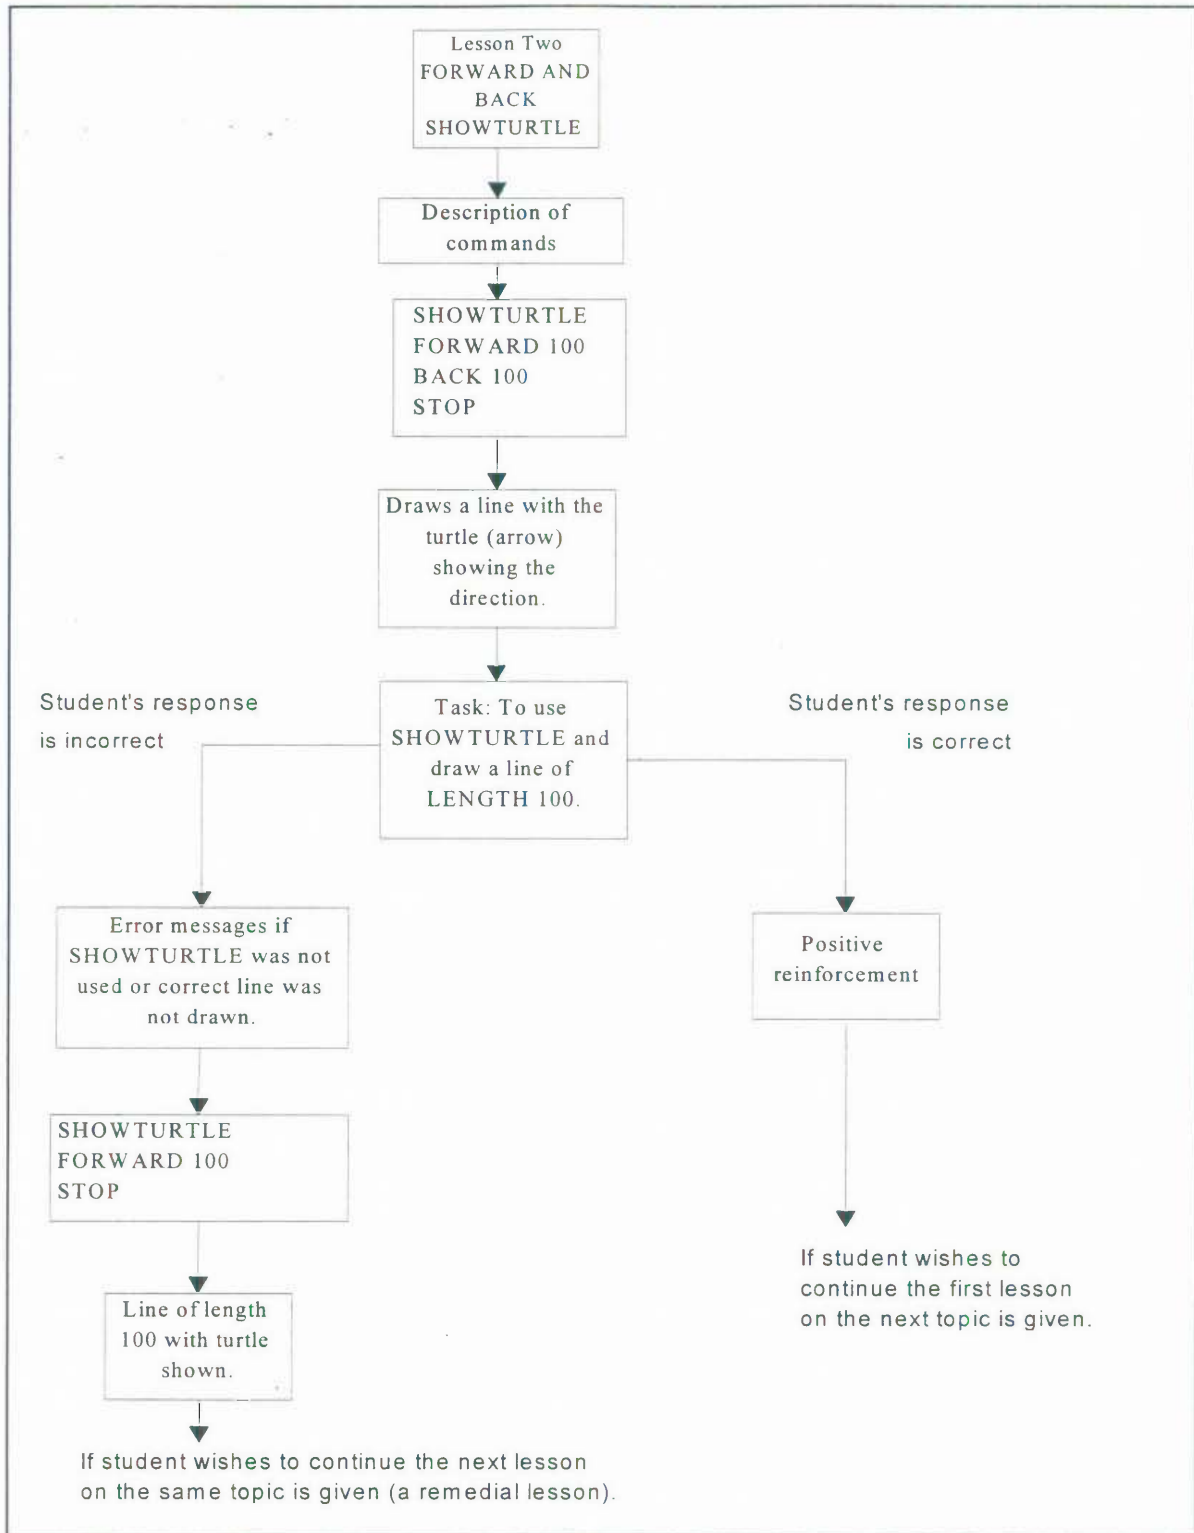 Lesson Two
FORWARD AND
BACK
SHOWTURTLE
Description of
commands
SHOWTURTLE
FORWARD 100
BACK 100
STOP
Draws a line with the
turtle (arrow)
showing the
direction.
Student's response
is incorrect
Task: To use
SHOWTURTLE and
draw a line of
LENGTH 100.
Student's response
is correct
Error messages if
SHOWTURTLE was not
used or correct line was
not drawn.
SHOWTURTLE
FORWARD 100
STOP
Line of length
100 with turtle
shown.
If student wishes to continue the next lesson
on the same topic is given (a remedial lesson).
Positive
reinforcement
If student wishes to
continue the first lesson
on the next topic is given.